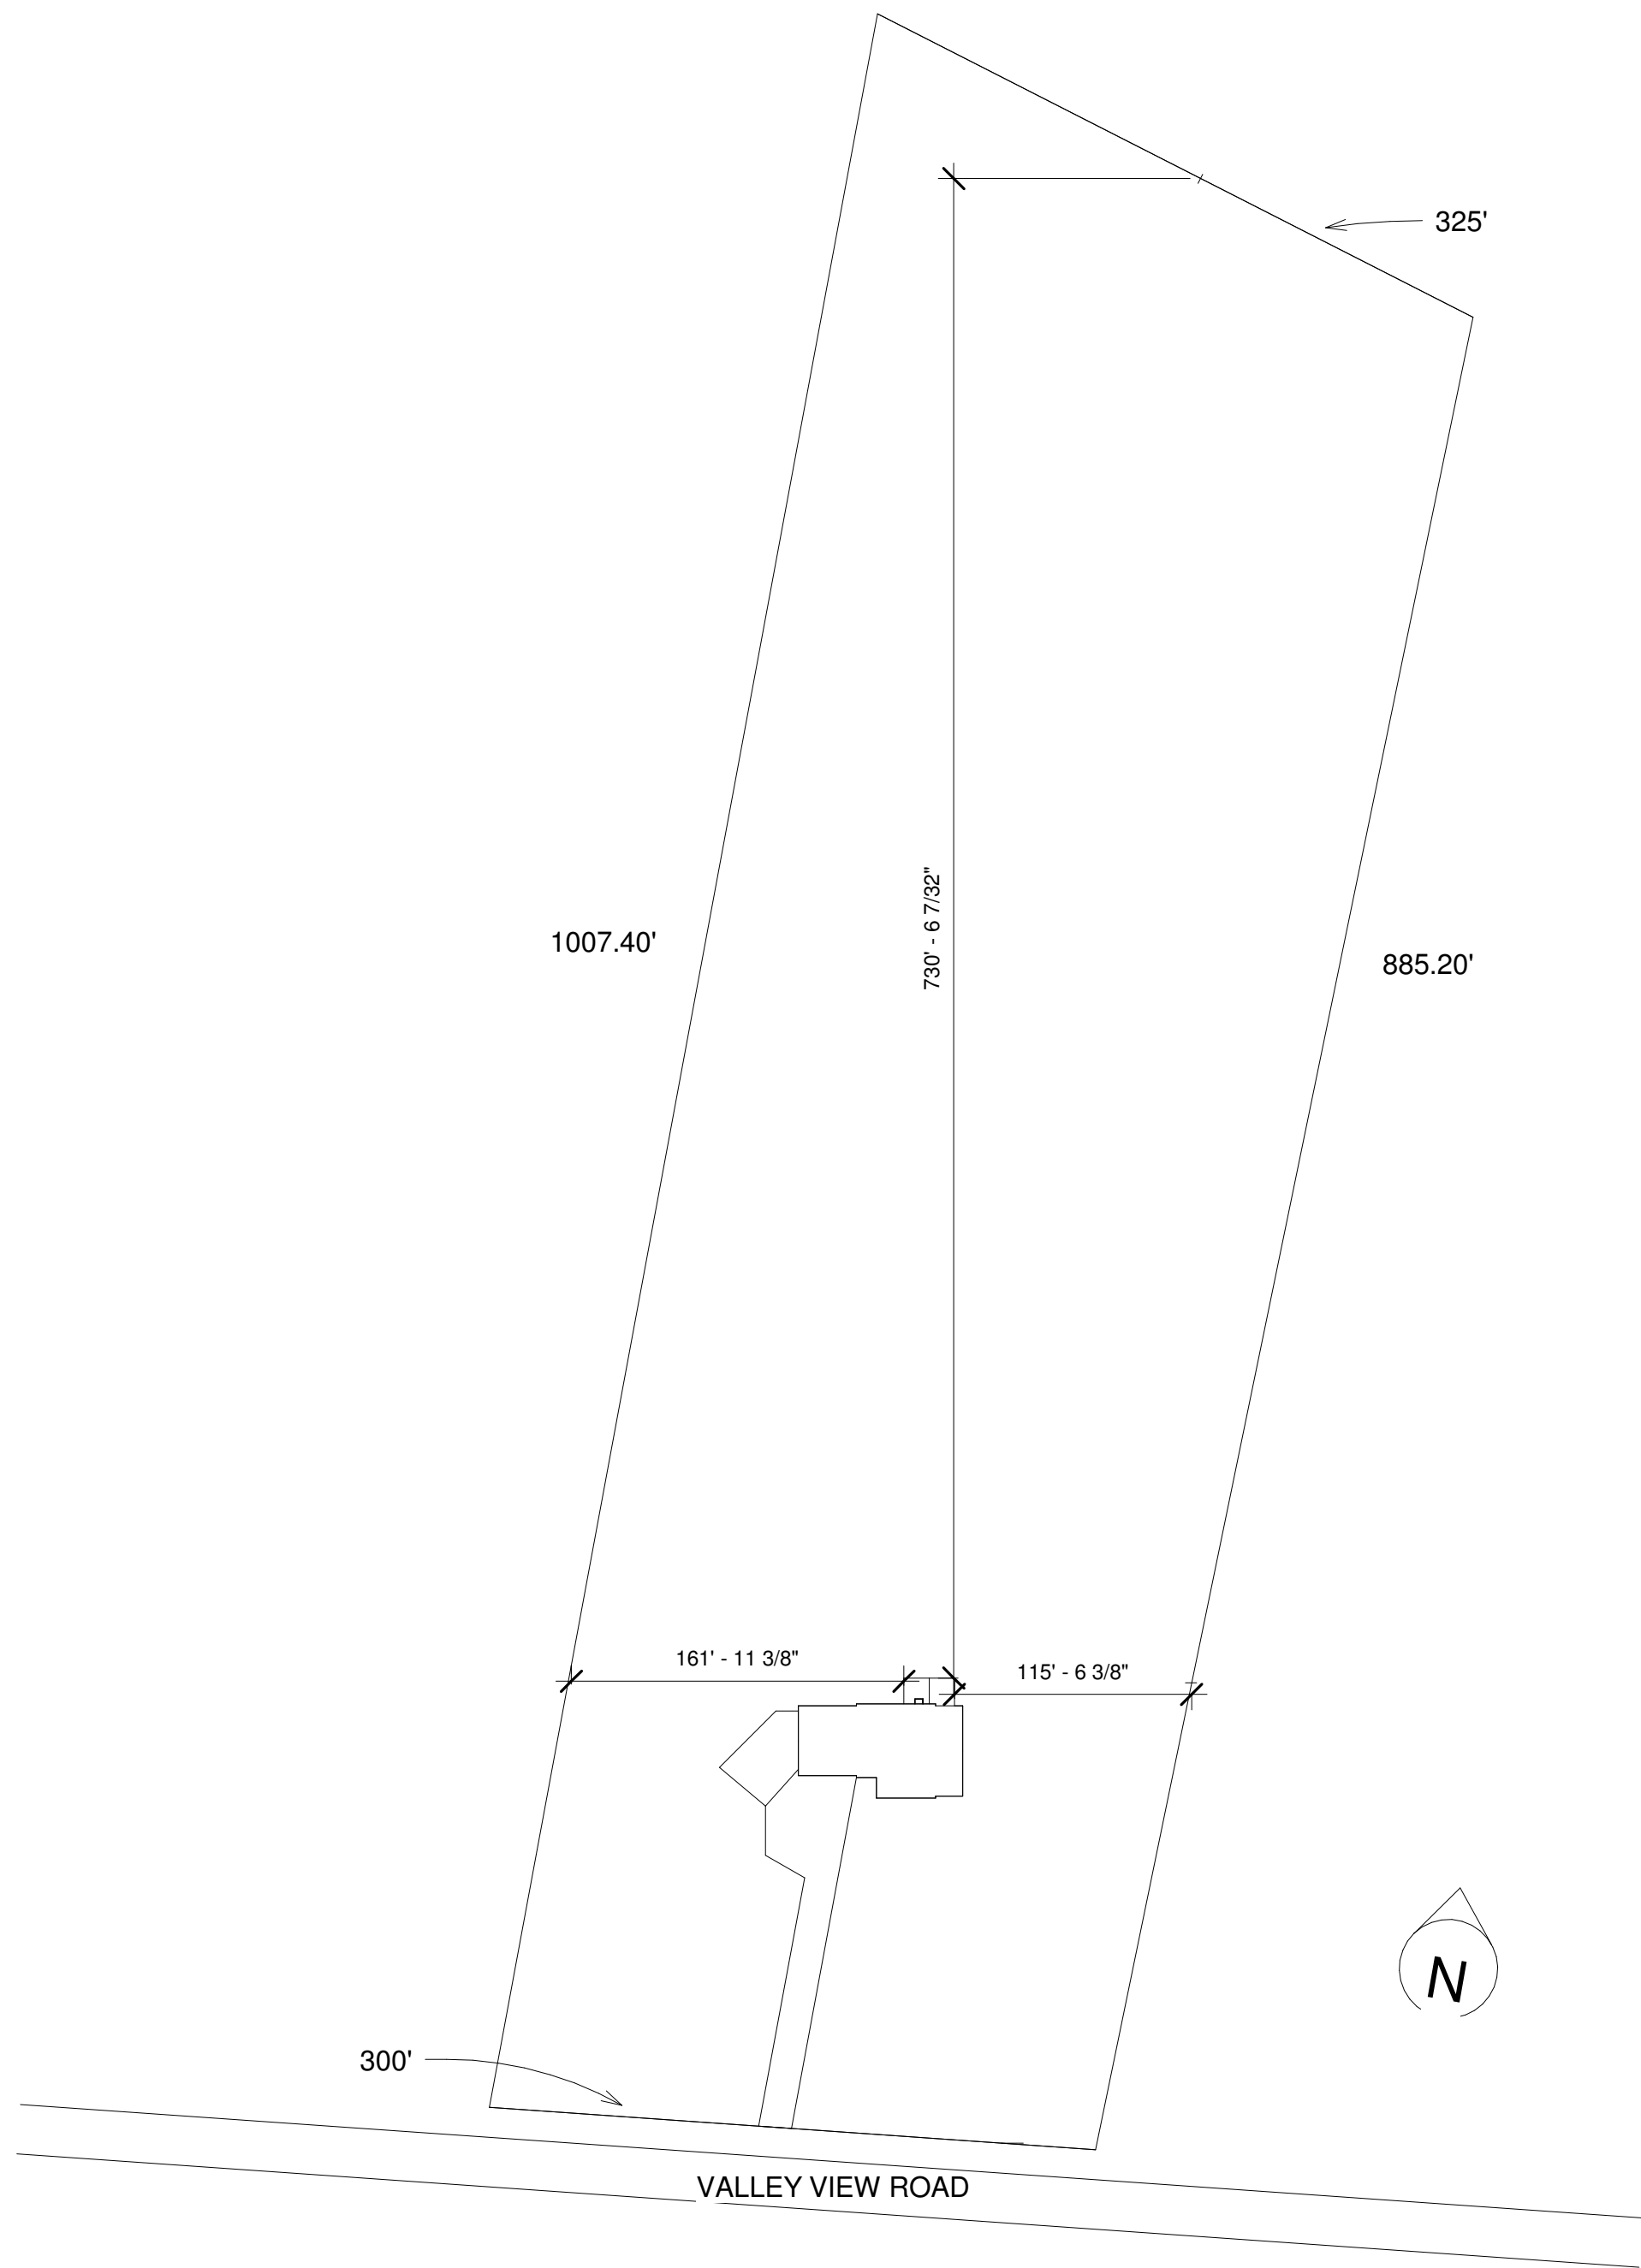 325'
730' - 6 7/32"
1007.40'
885.20'
161' - 11 3/8"
115' - 6 3/8"
N
300'
VALLEY VIEW ROAD